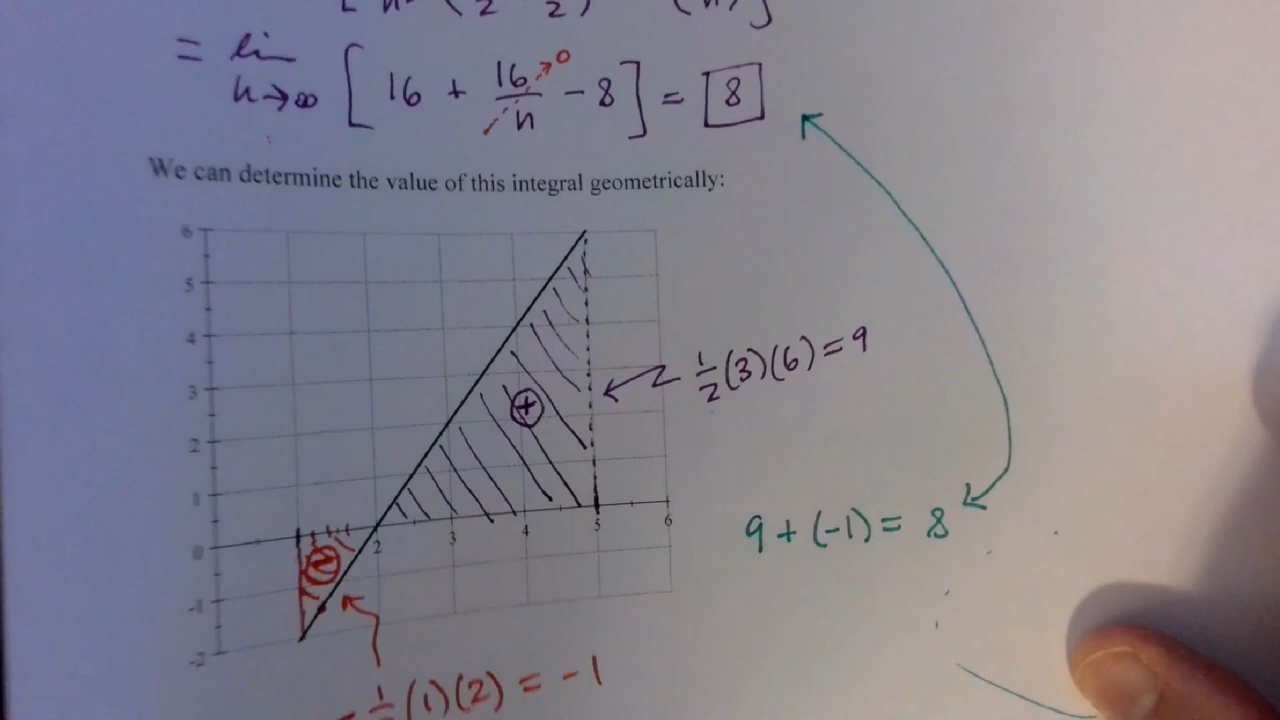 = lim n→∞ [ 16 + 16/n →0 - 8 ] = 8
We can determine the value of this integral geometrically:
6
5
4
3
2
1
0
-1
-2
2 3 4 5 6
+
1/2 (3)(6) = 9
9 + (-1) = 8
−
- 1/2 (1)(2) = -1